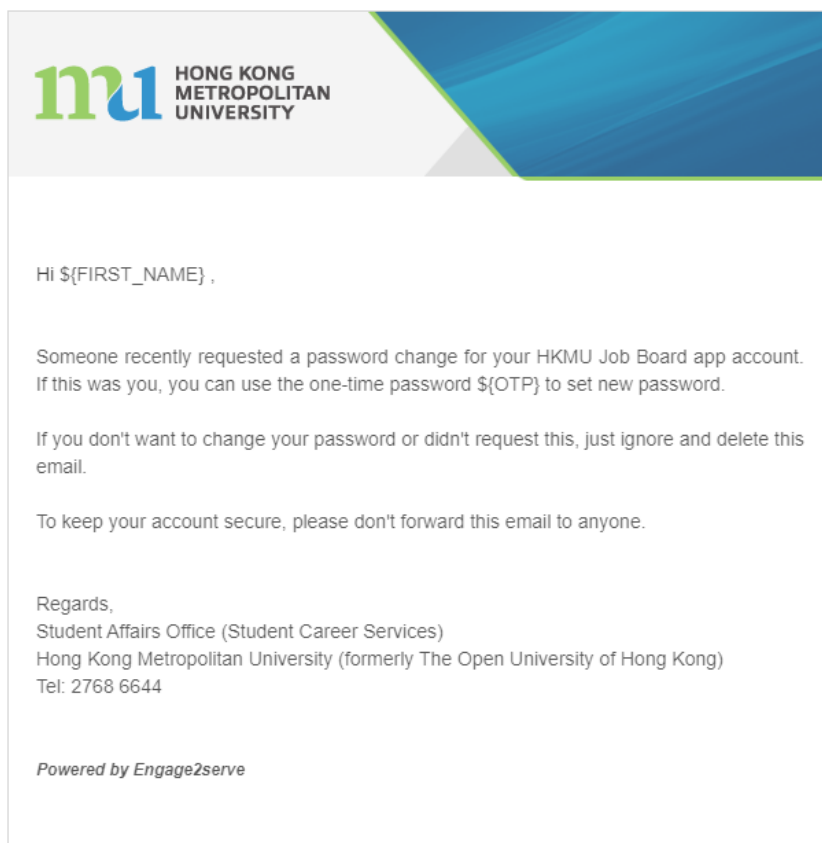 mu
HONG KONG
METROPOLITAN
UNIVERSITY
Hi ${FIRST_NAME} ,
Someone recently requested a password change for your HKMU Job Board app account.
If this was you, you can use the one-time password ${OTP} to set new password.
If you don't want to change your password or didn't request this, just ignore and delete this
email.
To keep your account secure, please don't forward this email to anyone.
Regards,
Student Affairs Office (Student Career Services)
Hong Kong Metropolitan University (formerly The Open University of Hong Kong)
Tel: 2768 6644
Powered by Engage2serve